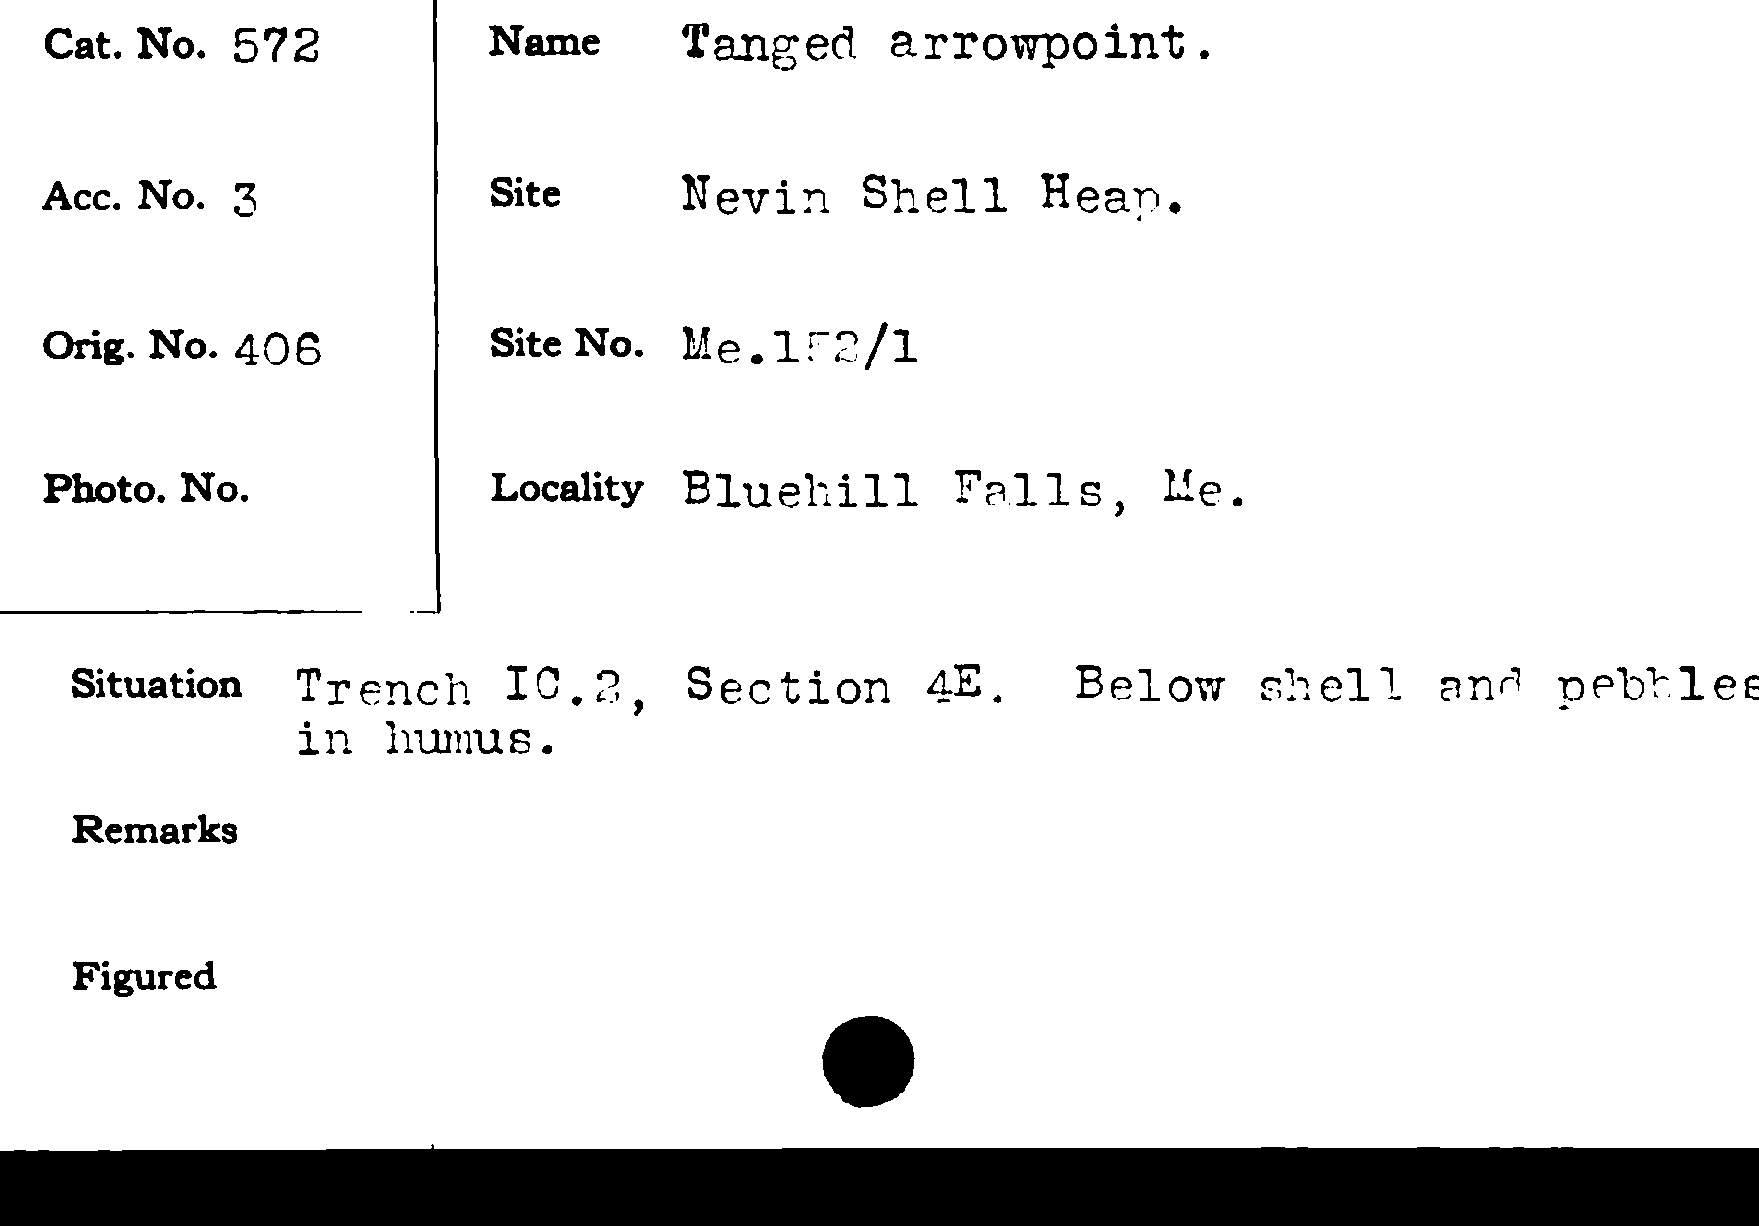 Cat. No. 572
Name Tanged arrowpoint.
Acc. No. 3
Site Nevin Shell Heap.
Orig. No. 406
Site No. Me.152/1
Photo. No.
Locality Bluehill Falls, Me.
Situation Trench IC.2, Section 4E. Below shell and pebbles
in humus.
Remarks
Figured